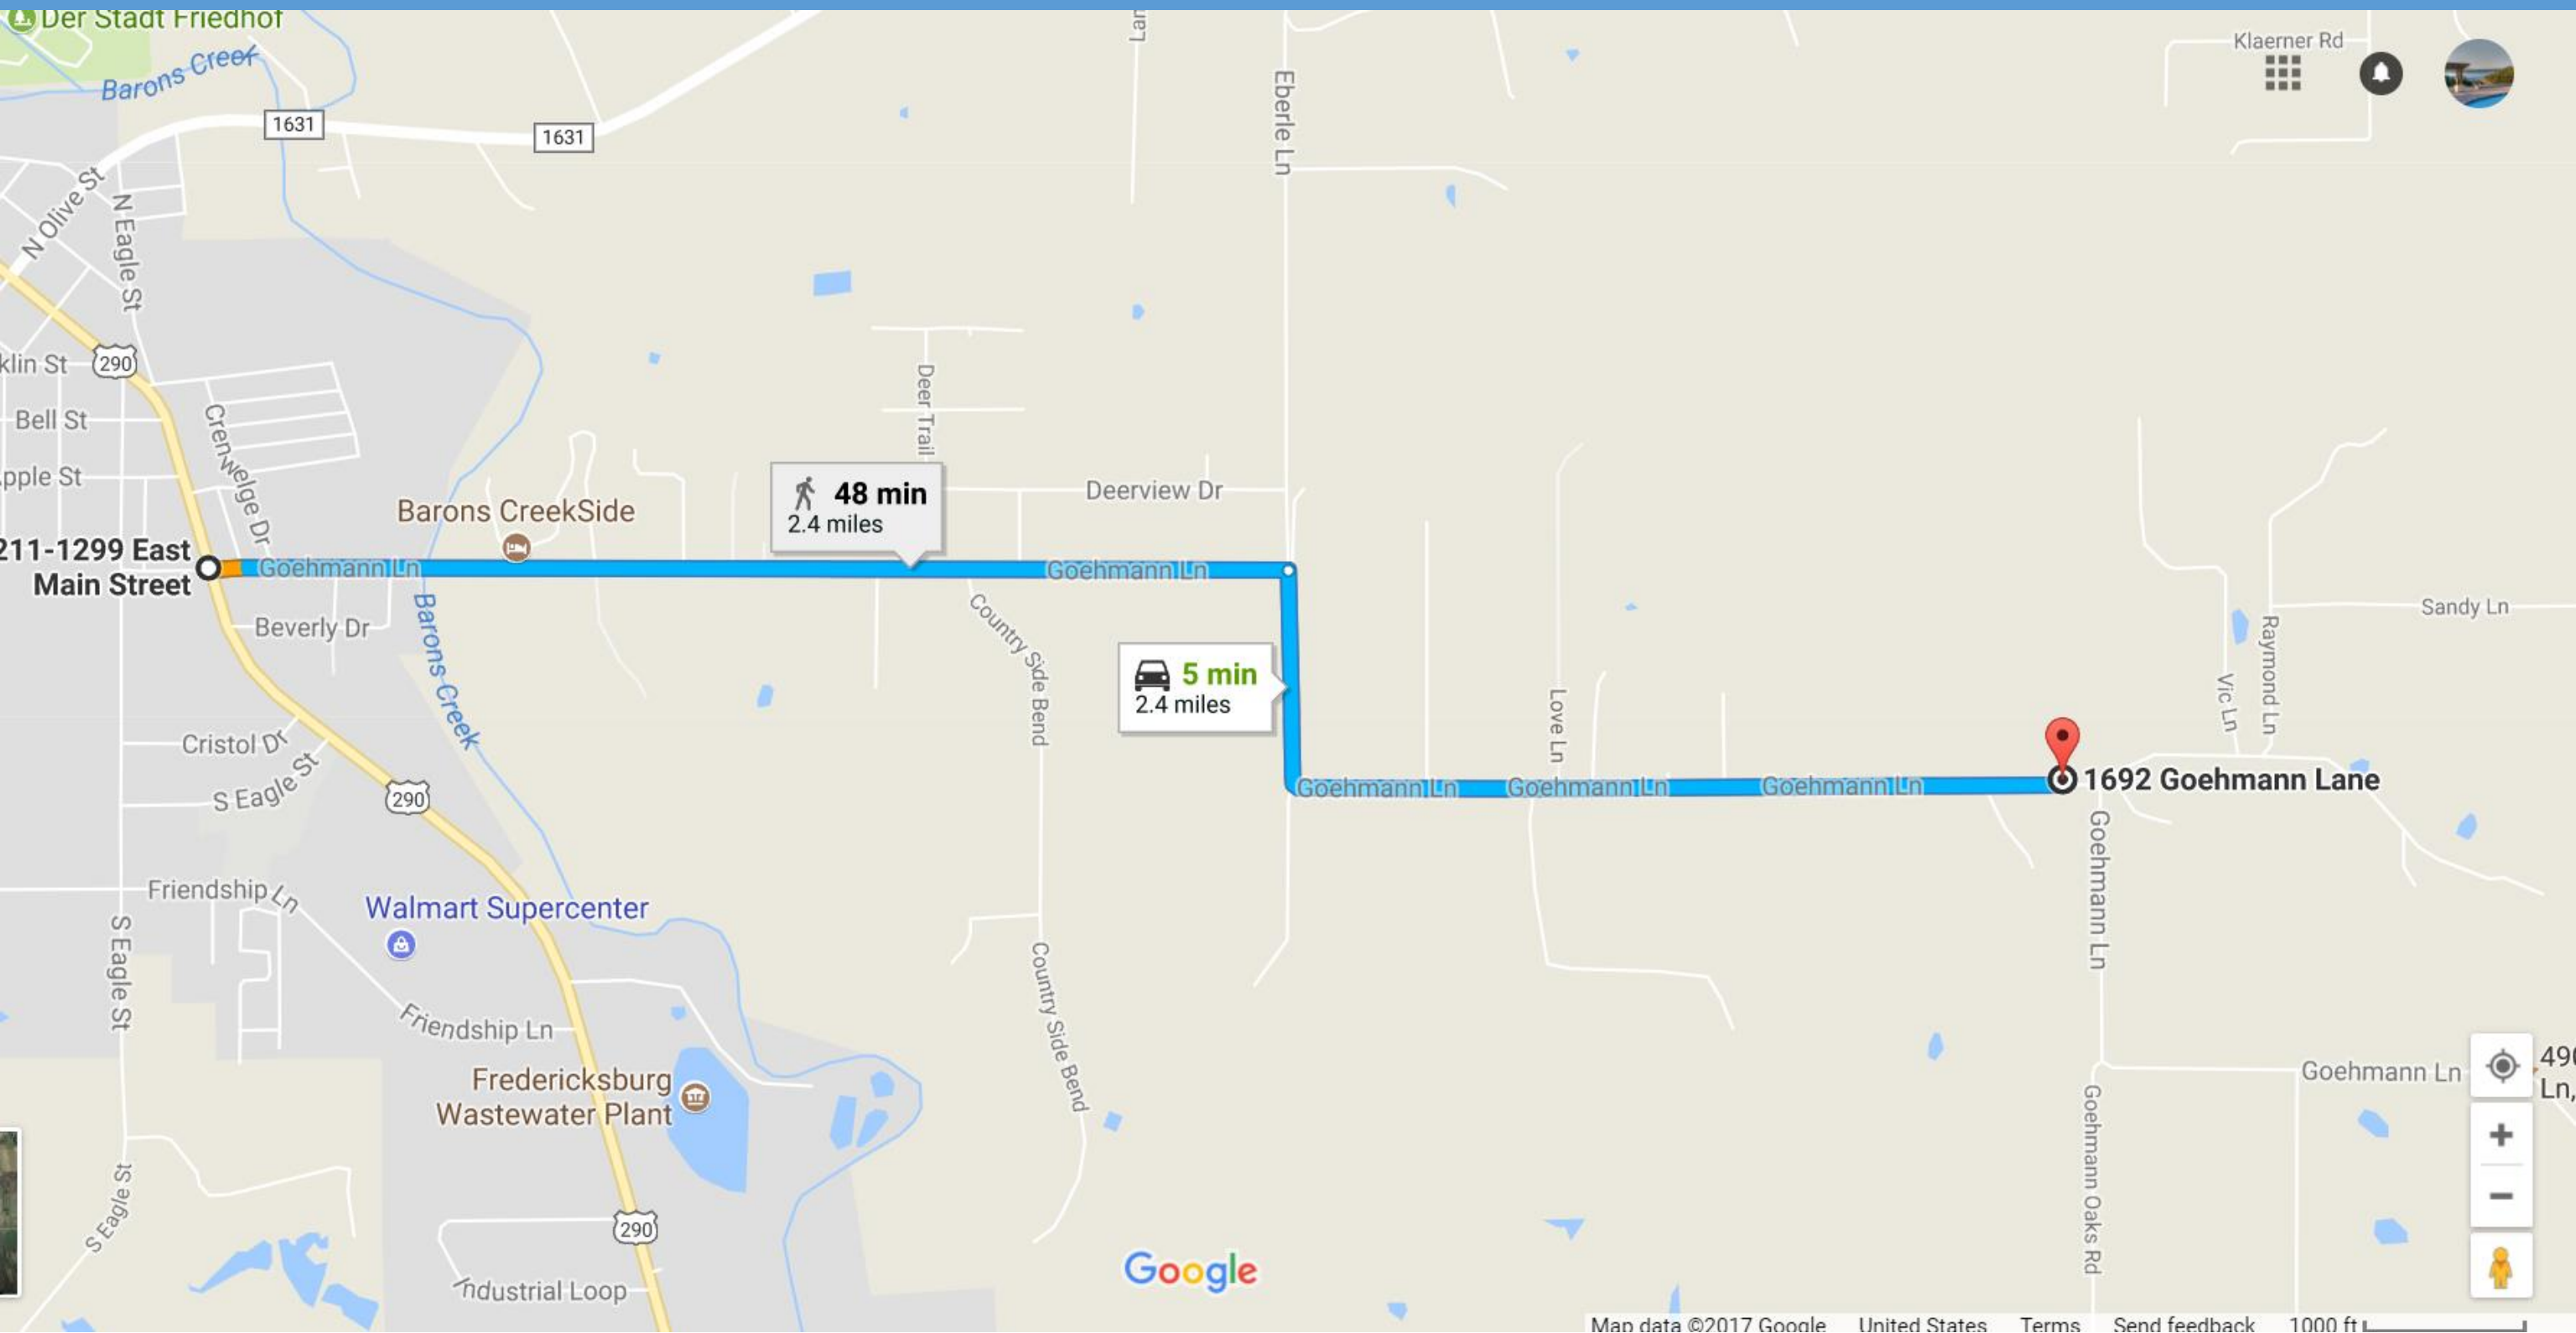 Der Stadt Friedhof
Barons Creek
1631
1631
Eberle Ln
Klaerner Rd
N Olive St
N Eagle St
290
Bell St
Crenwelge Dr
Deer Trail
48 min
2.4 miles
Deerview Dr
Barons CreekSide
211-1299 East
Main Street
Goehmann Ln
Goehmann Ln
Beverly Dr
Barons Creek
Country Side Bend
5 min
2.4 miles
Love Ln
Sandy Ln
Vic Ln
Raymond Ln
Cristol Dr
S Eagle St
290
Goehmann Ln
Goehmann Ln
Goehmann Ln
1692 Goehmann Lane
Goehmann Ln
Friendship Ln
Walmart Supercenter
S Eagle St
Friendship Ln
Country Side Bend
Fredericksburg
Wastewater Plant
Goehmann Ln
490
Ln,
Goehmann Oaks Rd
S Eagle St
290
Industrial Loop
Google
Map data ©2017 Google United States Terms Send feedback 1000 ft